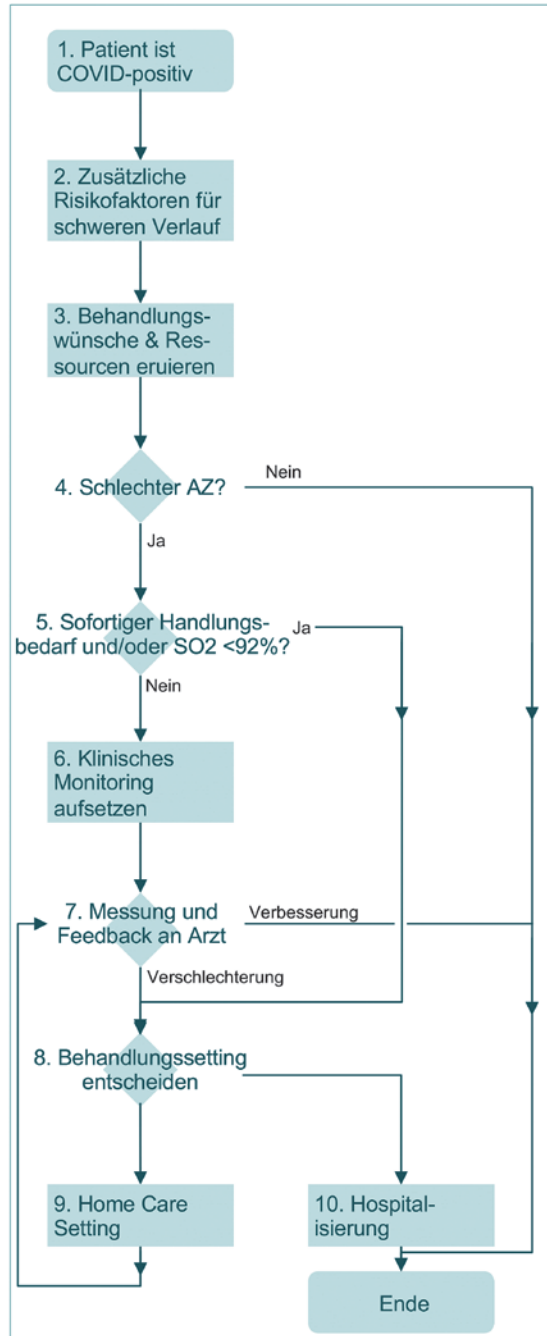 1. Patient ist
COVID-positiv
2. Zusätzliche
Risikofaktoren für
schweren Verlauf
3. Behandlungs-
wünsche & Res-
sourcen eruieren
4. Schlechter AZ?
Nein
Ja
5. Sofortiger Handlungs-
bedarf und/oder SO2 <92%?
Ja
Nein
6. Klinisches
Monitoring
aufsetzen
7. Messung und
Feedback an Arzt
Verbesserung
Verschlechterung
8. Behandlungssetting
entscheiden
9. Home Care
Setting
10. Hospital-
isierung
Ende